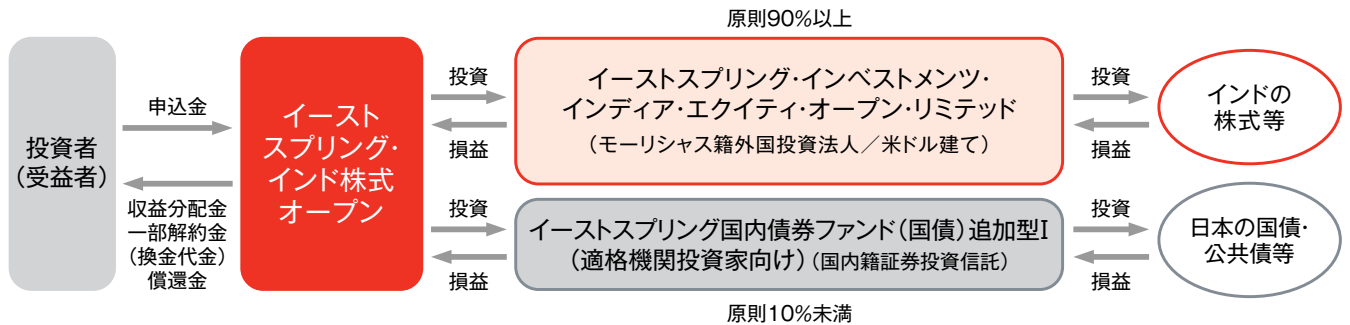 原則90%以上
投資者
(受益者)
申込金
収益分配金
一部解約金
(換金代金)
償還金
イースト
スプリング・
インド株式
オープン
投資
損益
投資
損益
イーストスプリング・インベストメンツ・
インディア・エクイティ・オープン・リミテッド
(モーリシャス籍外国投資法人/米ドル建て)
イーストスプリング国内債券ファンド(国債)追加型I
(適格機関投資家向け)(国内籍証券投資信託)
投資
損益
投資
損益
インドの
株式等
日本の国債・
公共債等
原則10%未満